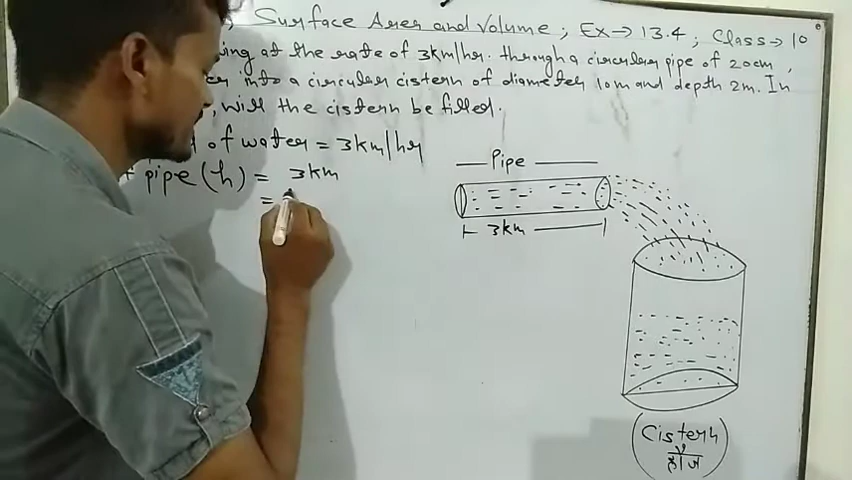 ; Surface Area and Volume ; Ex→ 13.4 ; Class→ 10
ing at the rate of 3km/hr. through a circular pipe of 20cm,
into a circular cistern of diameter 10m and depth 2m. In
, will the cistern be filled.
of water = 3km/hr
pipe (h) = 3km
=
Pipe
3km
Cistern
हौज